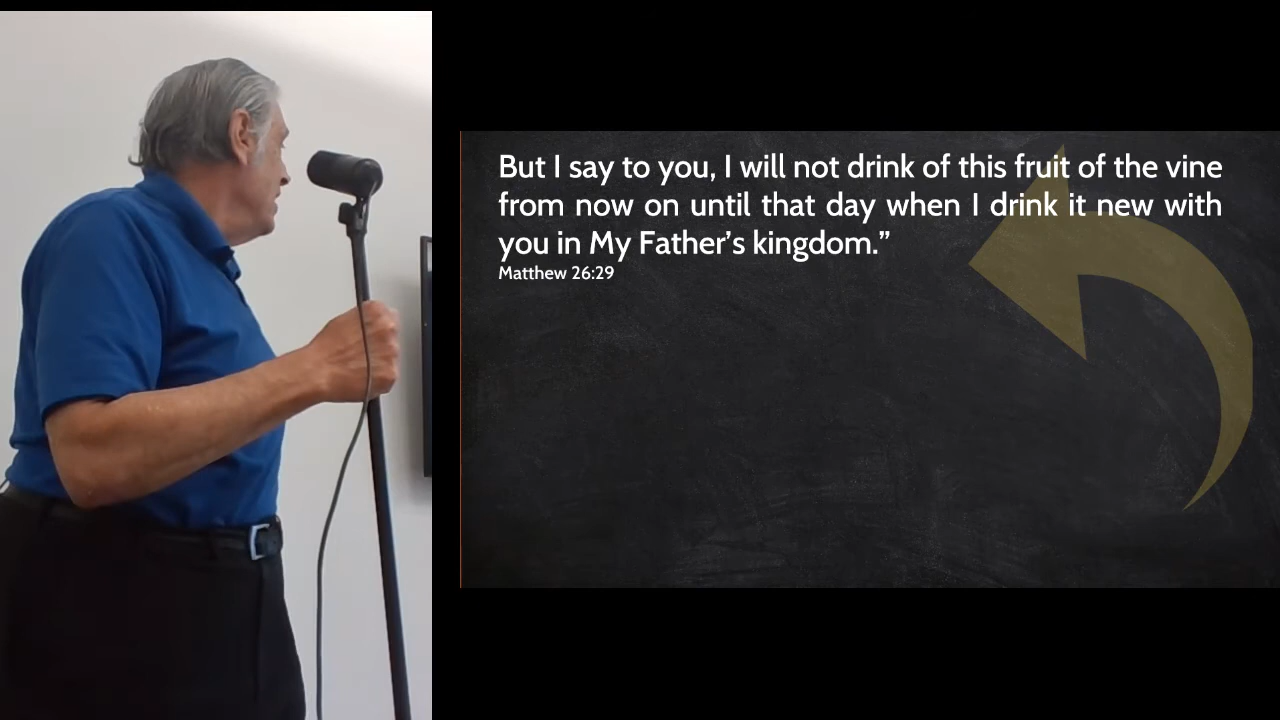 But I say to you, I will not drink of this fruit of the vine
from now on until that day when I drink it new with
you in My Father’s kingdom.”
Matthew 26:29